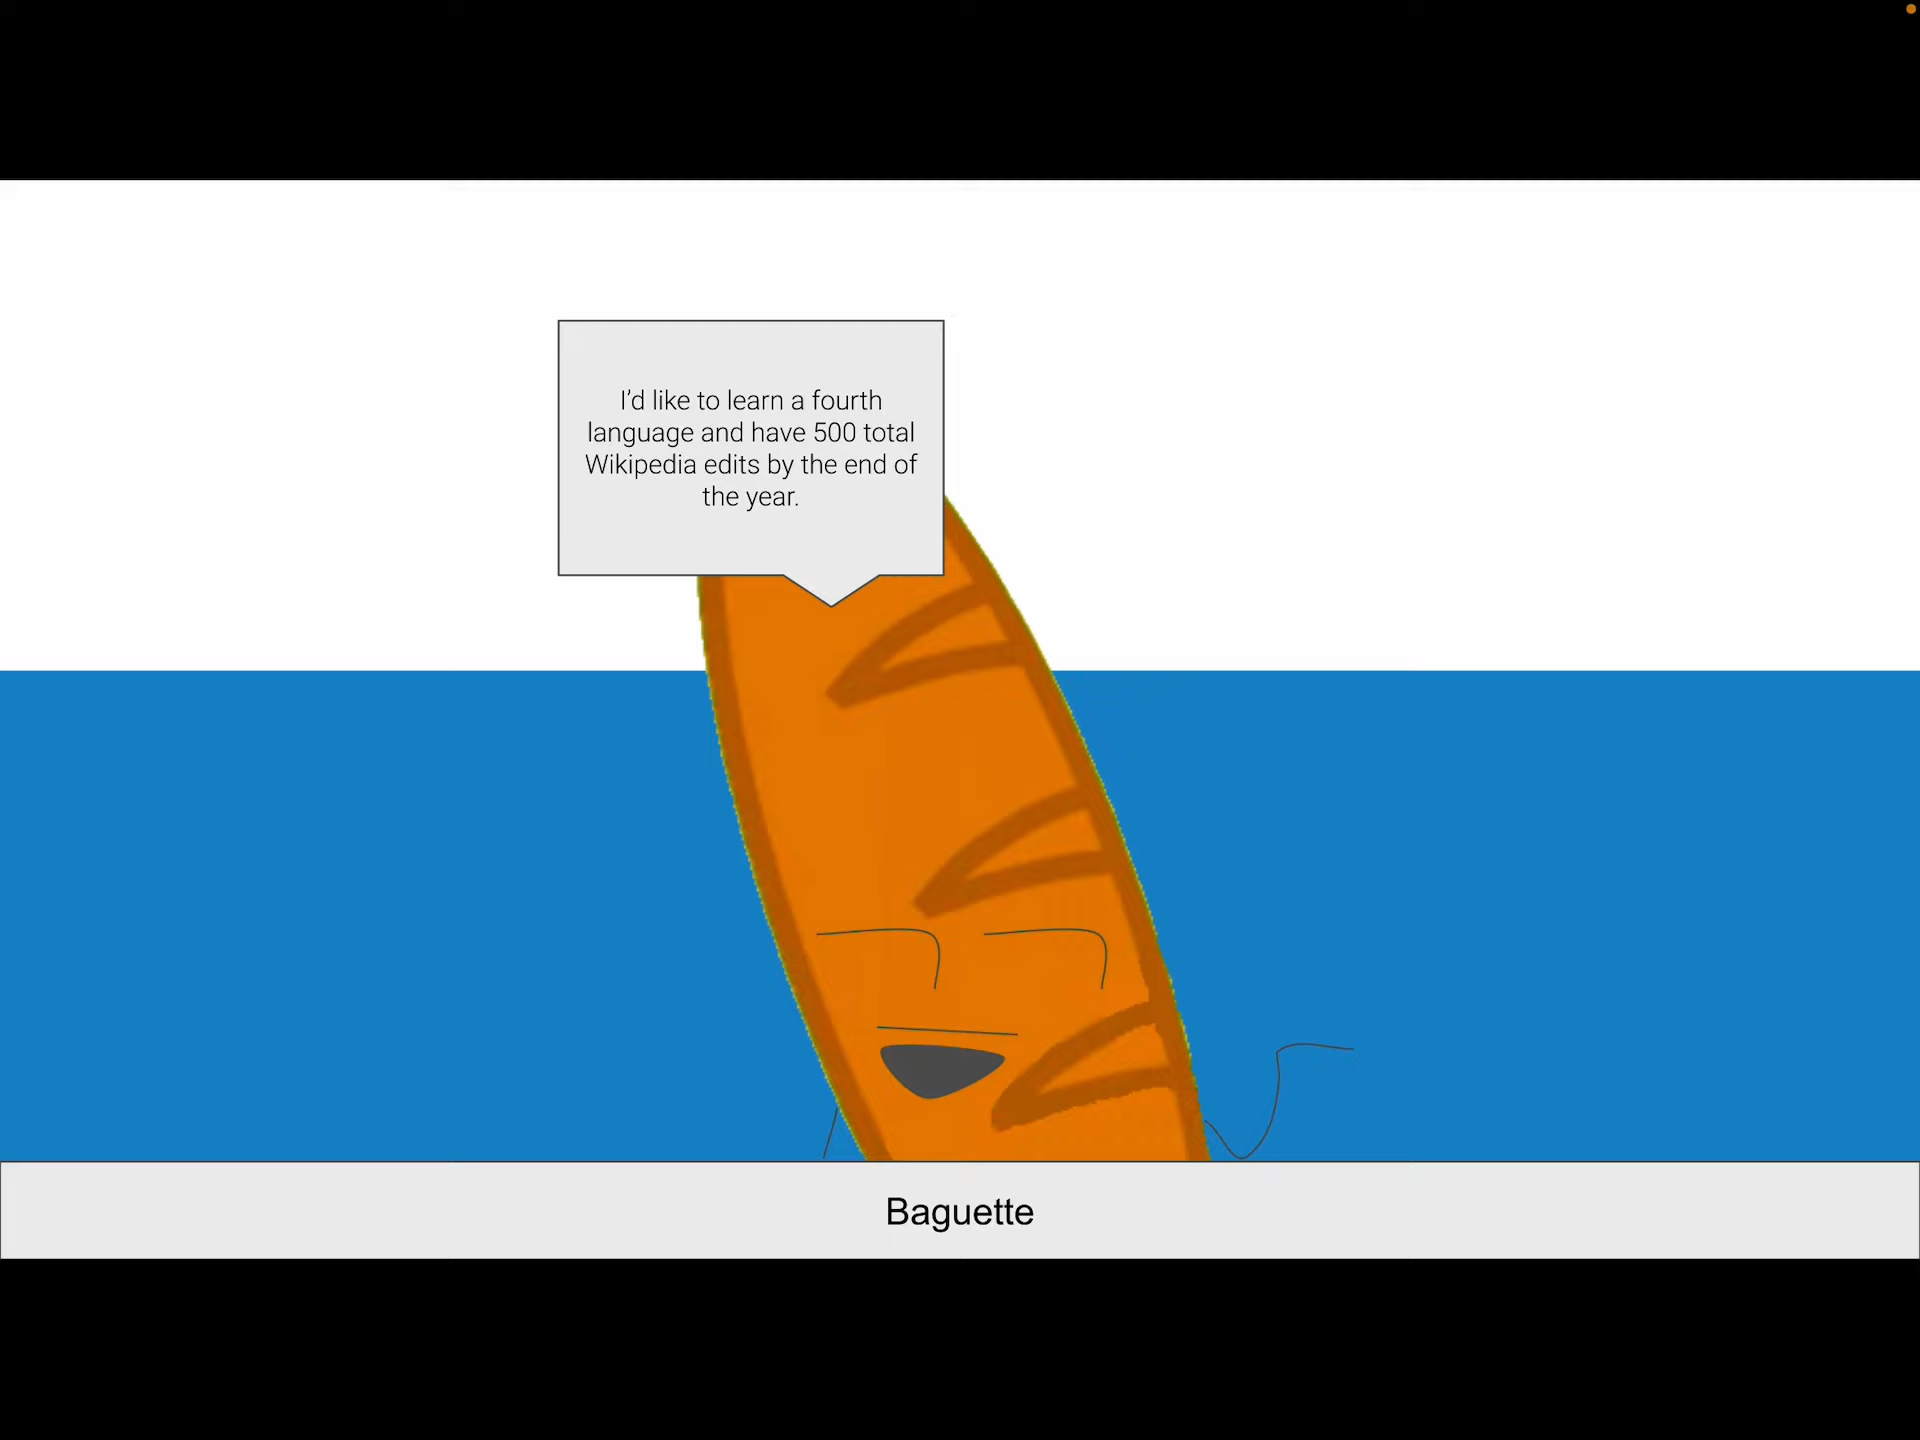 I’d like to learn a fourth
language and have 500 total
Wikipedia edits by the end of
the year.
Baguette